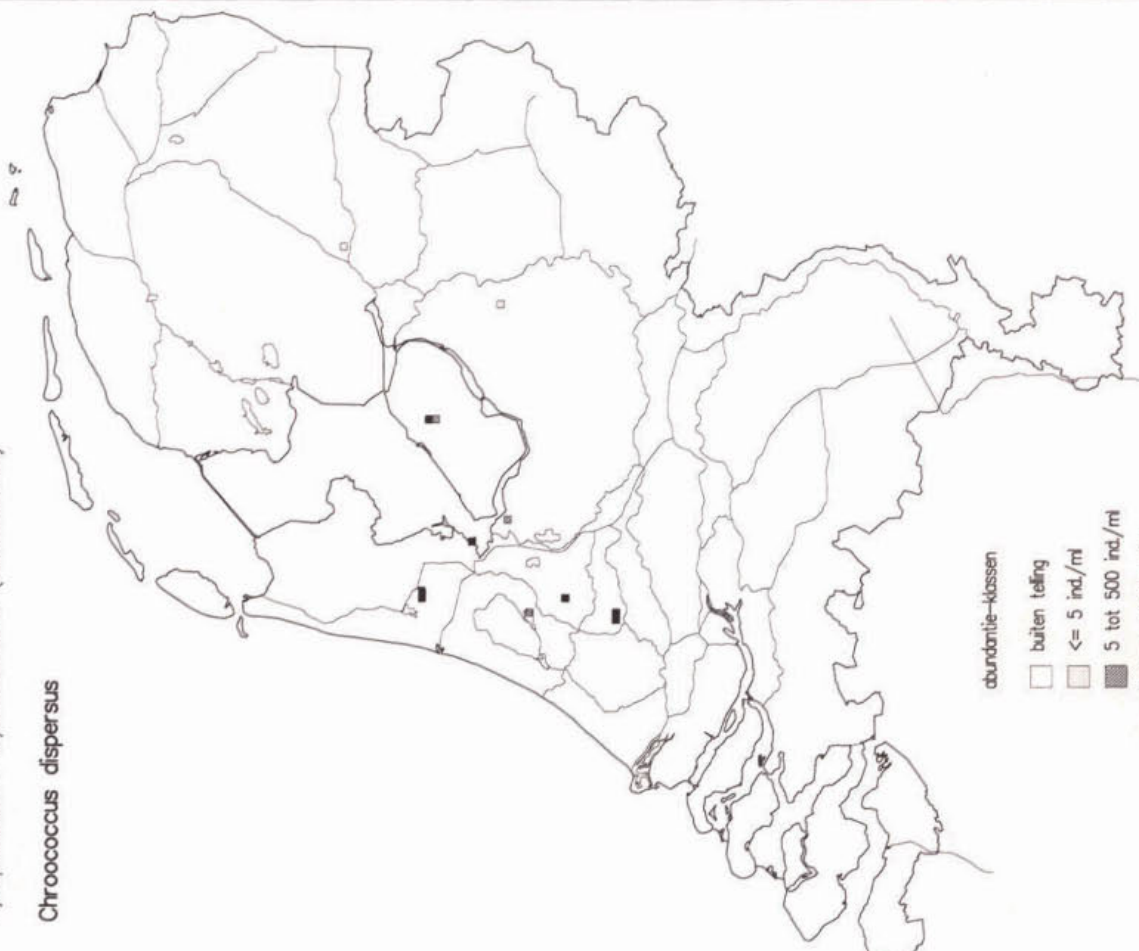 Chroococcus dispersus
abundantie-klassen
buiten telling
<= 5 ind./ml
5 tot 500 ind./ml